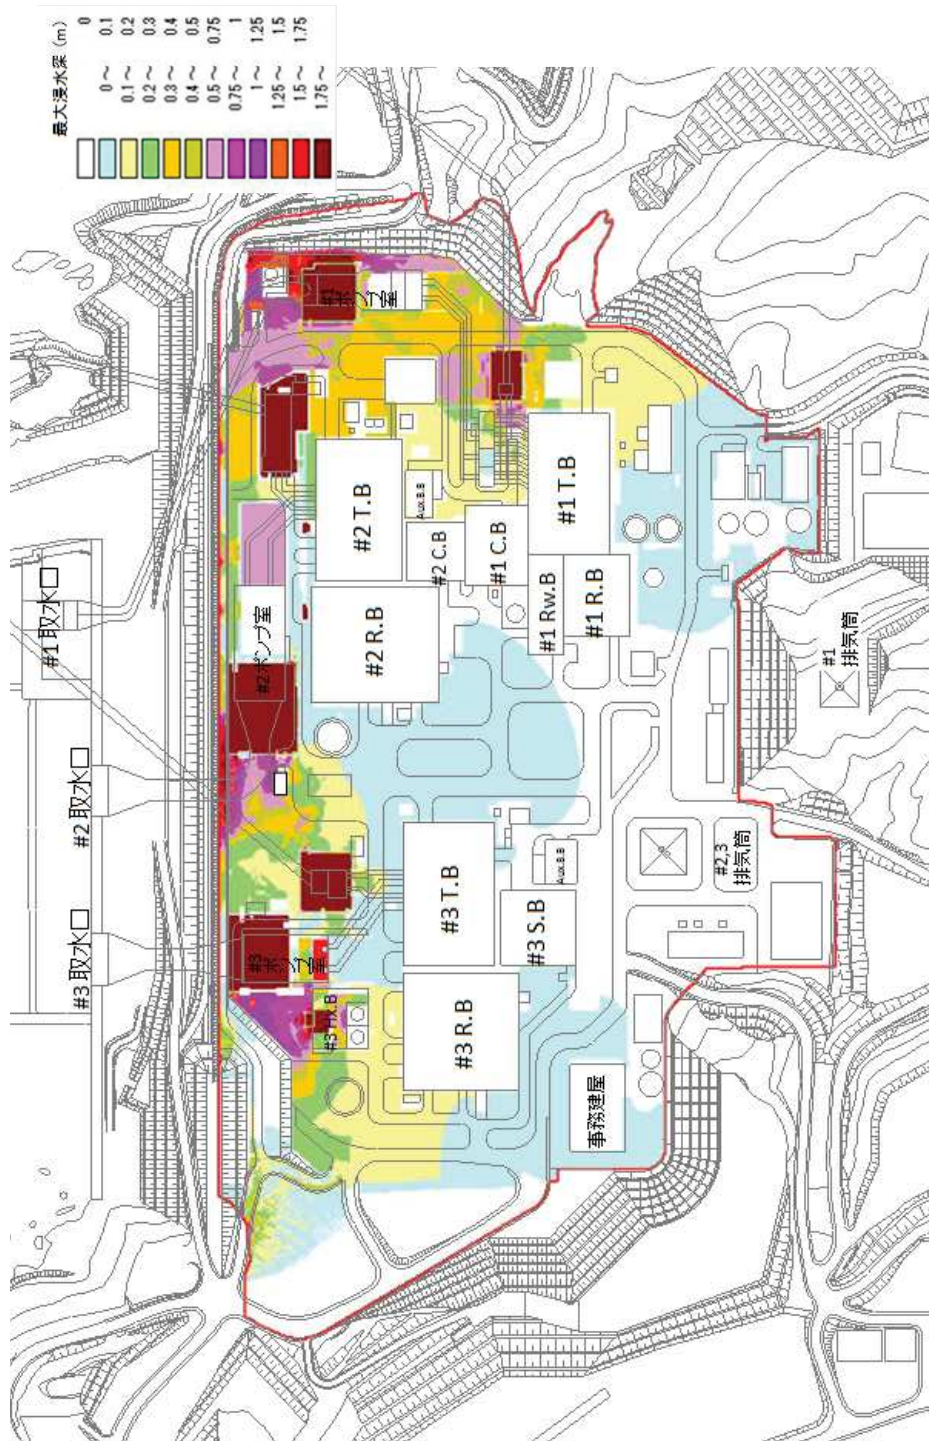 最大浸水深 (m)
0
0～ 0.1
0.1～ 0.2
0.2～ 0.3
0.3～ 0.4
0.4～ 0.5
0.5～ 0.75
0.75～ 1
1～ 1.25
1.25～ 1.5
1.5～ 1.75
1.75～
#3取水口
#2取水口
#1取水口
#3
ポンプ室
#2ポンプ室
#1
ポンプ室
#3 Hx.B
#3 R.B
#3 T.B
#3 S.B
Aux.B.B
#2 R.B
#2 T.B
#2 C.B
Aux.B.B
#1 C.B
#1 Rw.B
#1 R.B
#1 T.B
事務建屋
#2,3
排気筒
#1
排気筒